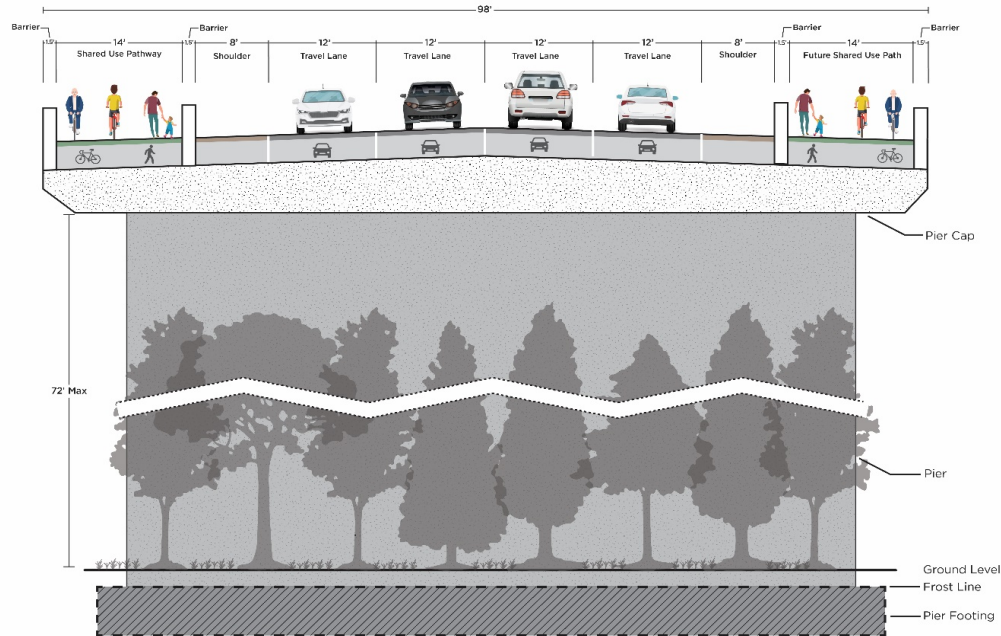 98'
Barrier
Barrier
Barrier
Barrier
1.5'
14'
1.5'
8'
12'
12'
12'
12'
8'
1.5'
14'
1.5'
Shared Use Pathway
Shoulder
Travel Lane
Travel Lane
Travel Lane
Travel Lane
Shoulder
Future Shared Use Path
Pier Cap
72' Max
Pier
Ground Level
Frost Line
Pier Footing